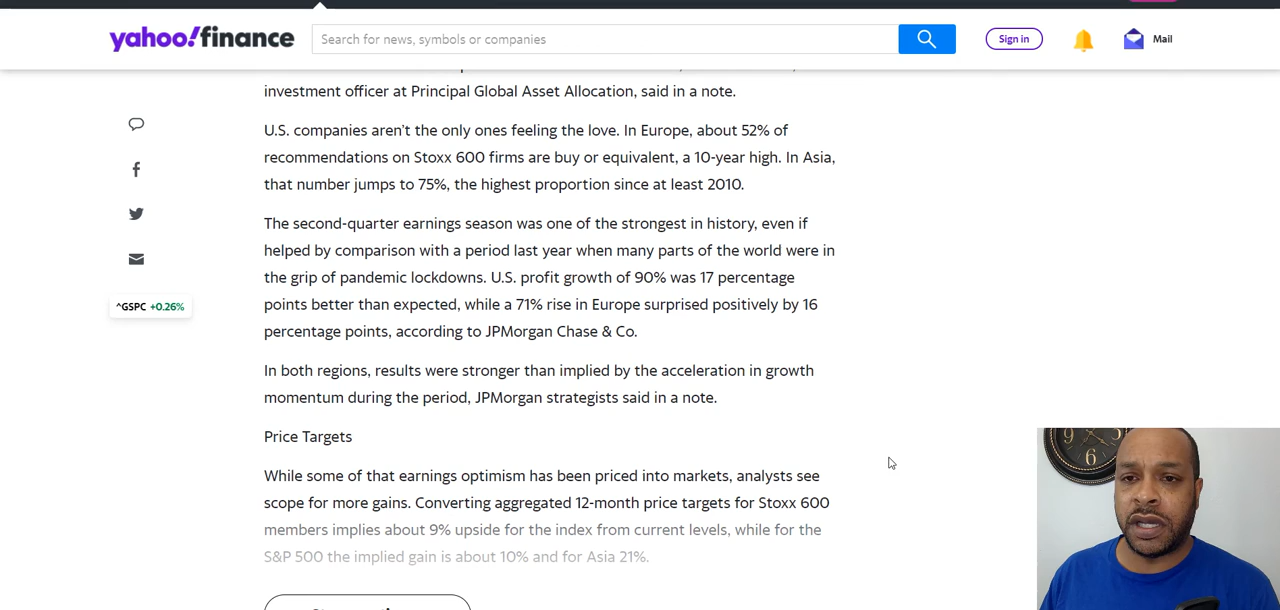 yahoo!finance
Search for news, symbols or companies
Sign in
Mail
investment officer at Principal Global Asset Allocation, said in a note.
U.S. companies aren’t the only ones feeling the love. In Europe, about 52% of
recommendations on Stoxx 600 firms are buy or equivalent, a 10-year high. In Asia,
that number jumps to 75%, the highest proportion since at least 2010.
The second-quarter earnings season was one of the strongest in history, even if
helped by comparison with a period last year when many parts of the world were in
the grip of pandemic lockdowns. U.S. profit growth of 90% was 17 percentage
points better than expected, while a 71% rise in Europe surprised positively by 16
percentage points, according to JPMorgan Chase & Co.
^GSPC +0.26%
In both regions, results were stronger than implied by the acceleration in growth
momentum during the period, JPMorgan strategists said in a note.
Price Targets
While some of that earnings optimism has been priced into markets, analysts see
scope for more gains. Converting aggregated 12-month price targets for Stoxx 600
members implies about 9% upside for the index from current levels, while for the
S&P 500 the implied gain is about 10% and for Asia 21%.
9
6
3